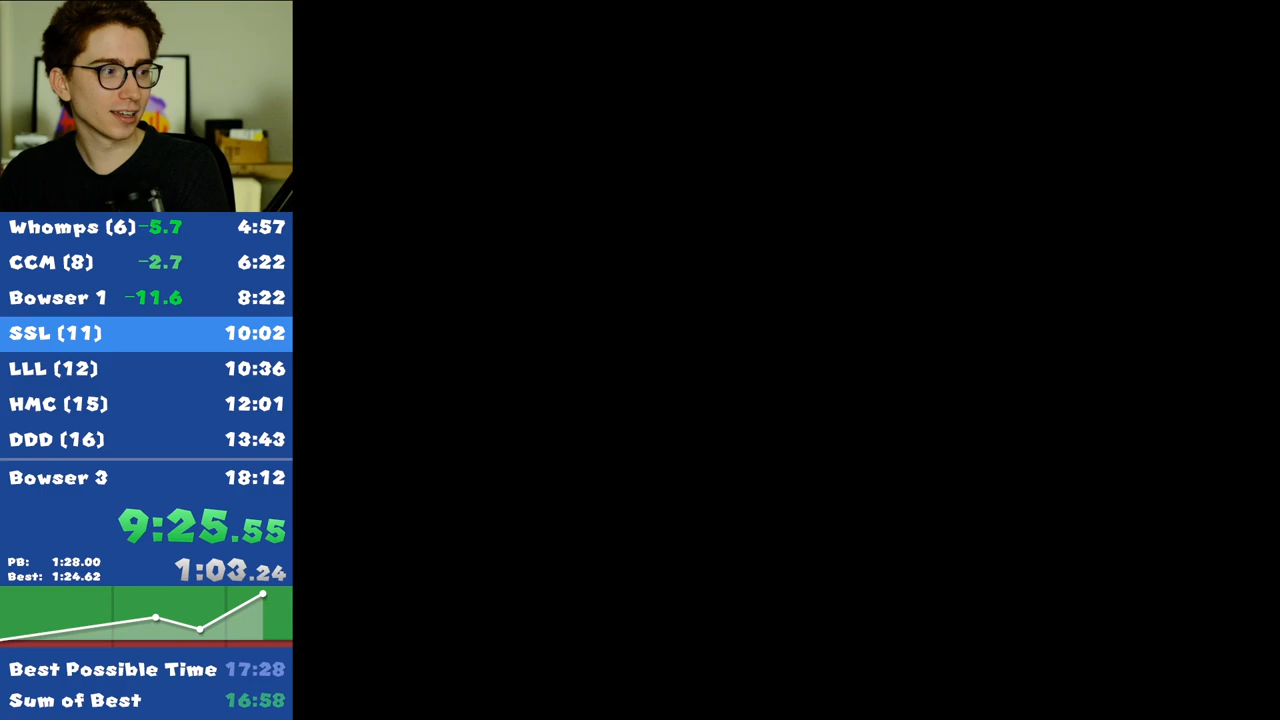 Whomps (6) -5.7 4:57
CCM (8) -2.7 6:22
Bowser 1 -11.6 8:22
SSL (11) 10:02
LLL (12) 10:36
HMC (15) 12:01
DDD (16) 13:43
Bowser 3 18:12
9:25.55
PB: 1:28.00
Best: 1:24.62
1:03.24
Best Possible Time 17:28
Sum of Best 16:58